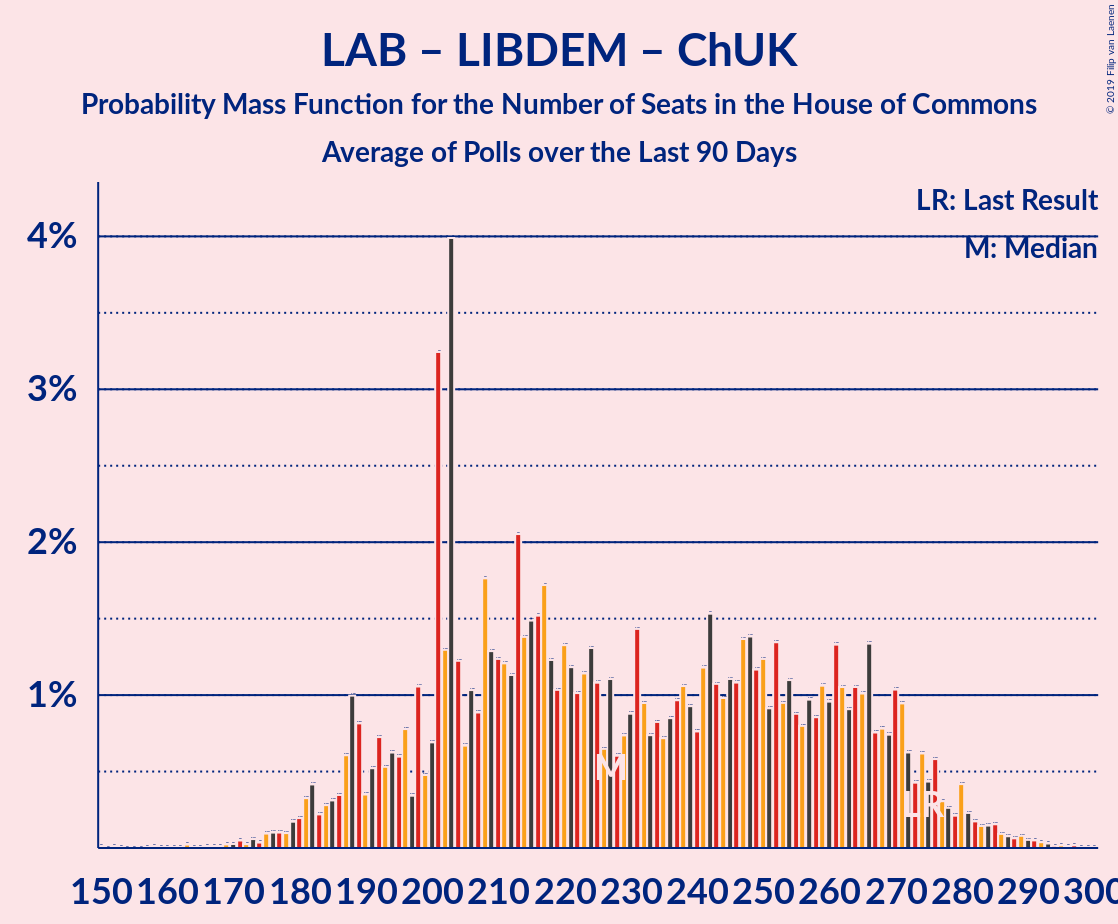 LAB – LIBDEM – ChUK
Probability Mass Function for the Number of Seats in the House of Commons
Average of Polls over the Last 90 Days
© 2019 Filip van Laenen
LR: Last Result
M: Median
4%
3%
2%
1%
M
LR
150 160 170 180 190 200 210 220 230 240 250 260 270 280 290 300